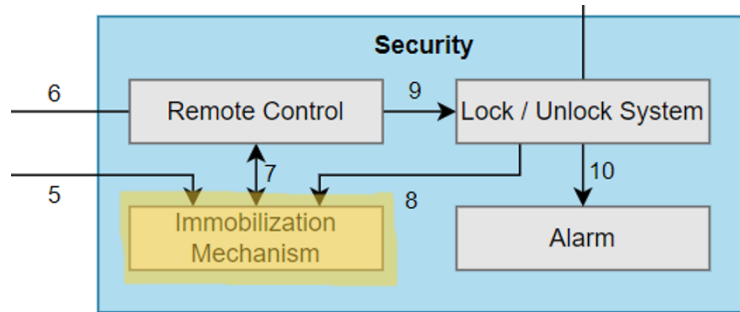 Security
6
Remote Control
9
Lock / Unlock System
5
7
8
10
Immobilization
Mechanism
Alarm